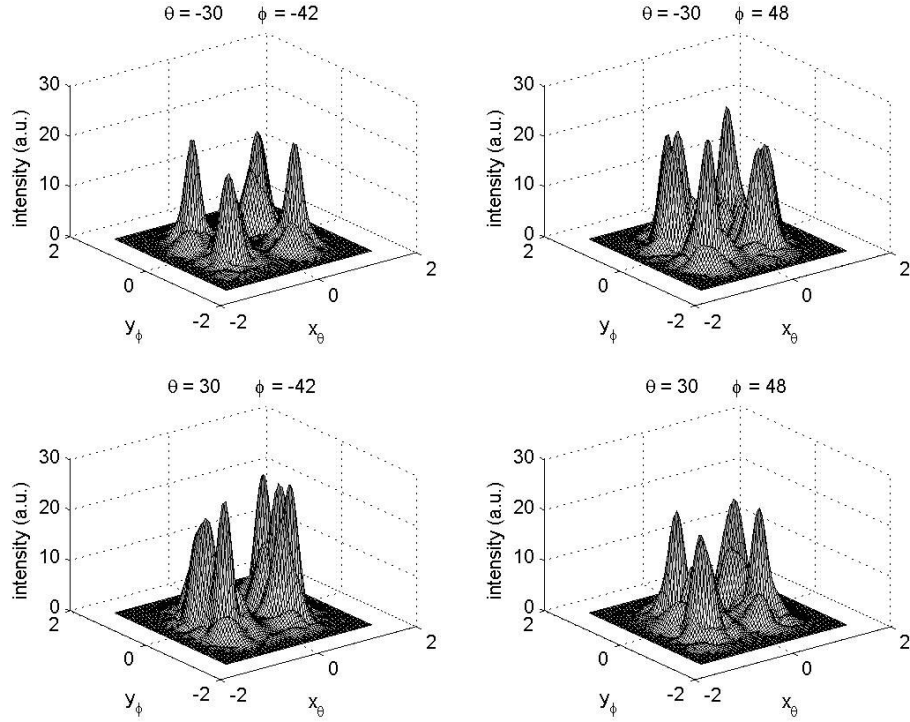 θ = -30 ϕ = -42
30
20
10
0
intensity (a.u.)
2
0
-2
y_ϕ
-2
0
2
x_θ
θ = -30 ϕ = 48
30
20
10
0
intensity (a.u.)
2
0
-2
y_ϕ
-2
0
2
x_θ
θ = 30 ϕ = -42
30
20
10
0
intensity (a.u.)
2
0
-2
y_ϕ
-2
0
2
x_θ
θ = 30 ϕ = 48
30
20
10
0
intensity (a.u.)
2
0
-2
y_ϕ
-2
0
2
x_θ